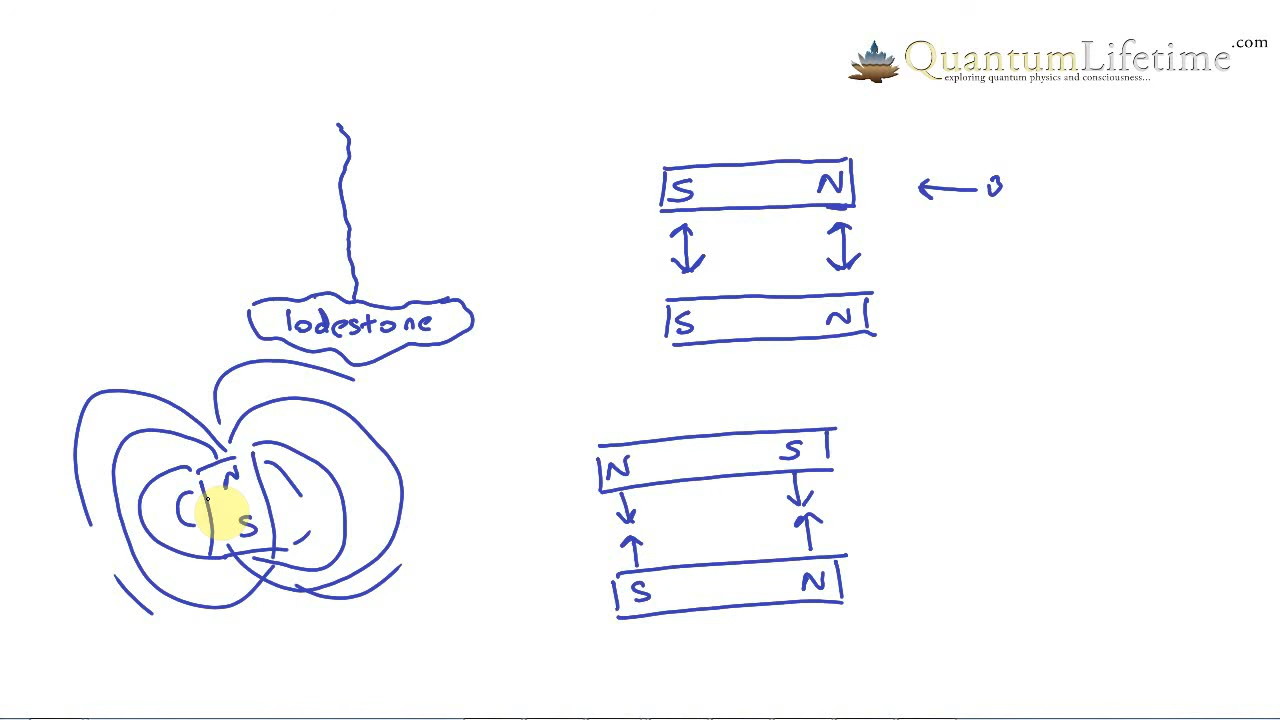 QuantumLifetime.com
exploring quantum physics and consciousness...
S N
S N
lodestone
N S
S N
N
S